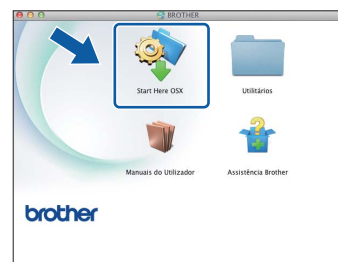 BROTHER
Start Here OSX
Utilitários
Manuais do Utilizador
Assistência Brother
brother